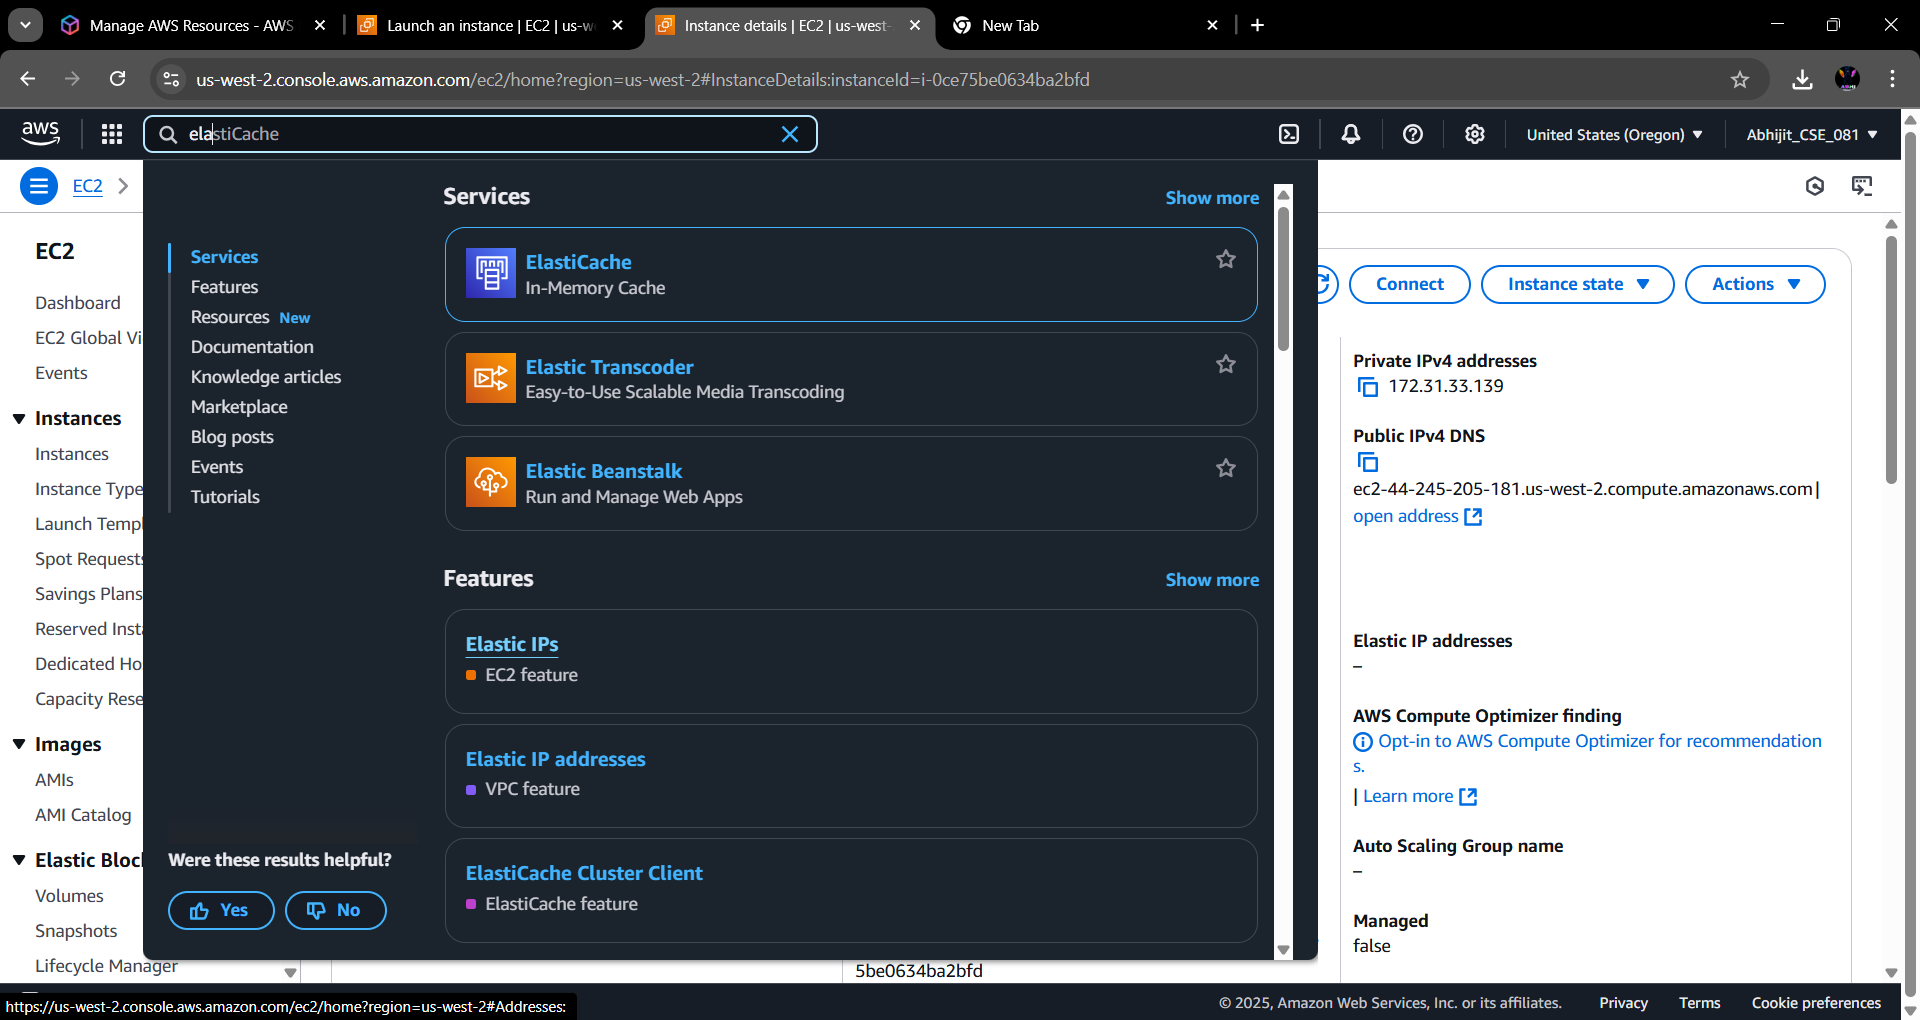 Manage AWS Resources - AWS
Launch an instance | EC2 | us-w
Instance details | EC2 | us-west-
New Tab
us-west-2.console.aws.amazon.com/ec2/home?region=us-west-2#InstanceDetails:instanceId=i-0ce75be0634ba2bfd
aws
elastiCache
United States (Oregon)
Abhijit_CSE_081
EC2
EC2
Dashboard
EC2 Global Vi
Events
Instances
Instances
Instance Type
Launch Templ
Spot Requests
Savings Plans
Reserved Insta
Dedicated Ho
Capacity Rese
Images
AMIs
AMI Catalog
Elastic Block
Volumes
Snapshots
Lifecycle Manager
Services
Features
Resources New
Documentation
Knowledge articles
Marketplace
Blog posts
Events
Tutorials
Were these results helpful?
Yes
No
Services
Show more
ElastiCache
In-Memory Cache
Elastic Transcoder
Easy-to-Use Scalable Media Transcoding
Elastic Beanstalk
Run and Manage Web Apps
Features
Show more
Elastic IPs
EC2 feature
Elastic IP addresses
VPC feature
ElastiCache Cluster Client
ElastiCache feature
Connect
Instance state
Actions
Private IPv4 addresses
172.31.33.139
Public IPv4 DNS
ec2-44-245-205-181.us-west-2.compute.amazonaws.com |
open address
Elastic IP addresses
–
AWS Compute Optimizer finding
Opt-in to AWS Compute Optimizer for recommendation
s.
| Learn more
Auto Scaling Group name
–
Managed
false
5be0634ba2bfd
https://us-west-2.console.aws.amazon.com/ec2/home?region=us-west-2#Addresses:
© 2025, Amazon Web Services, Inc. or its affiliates.
Privacy
Terms
Cookie preferences